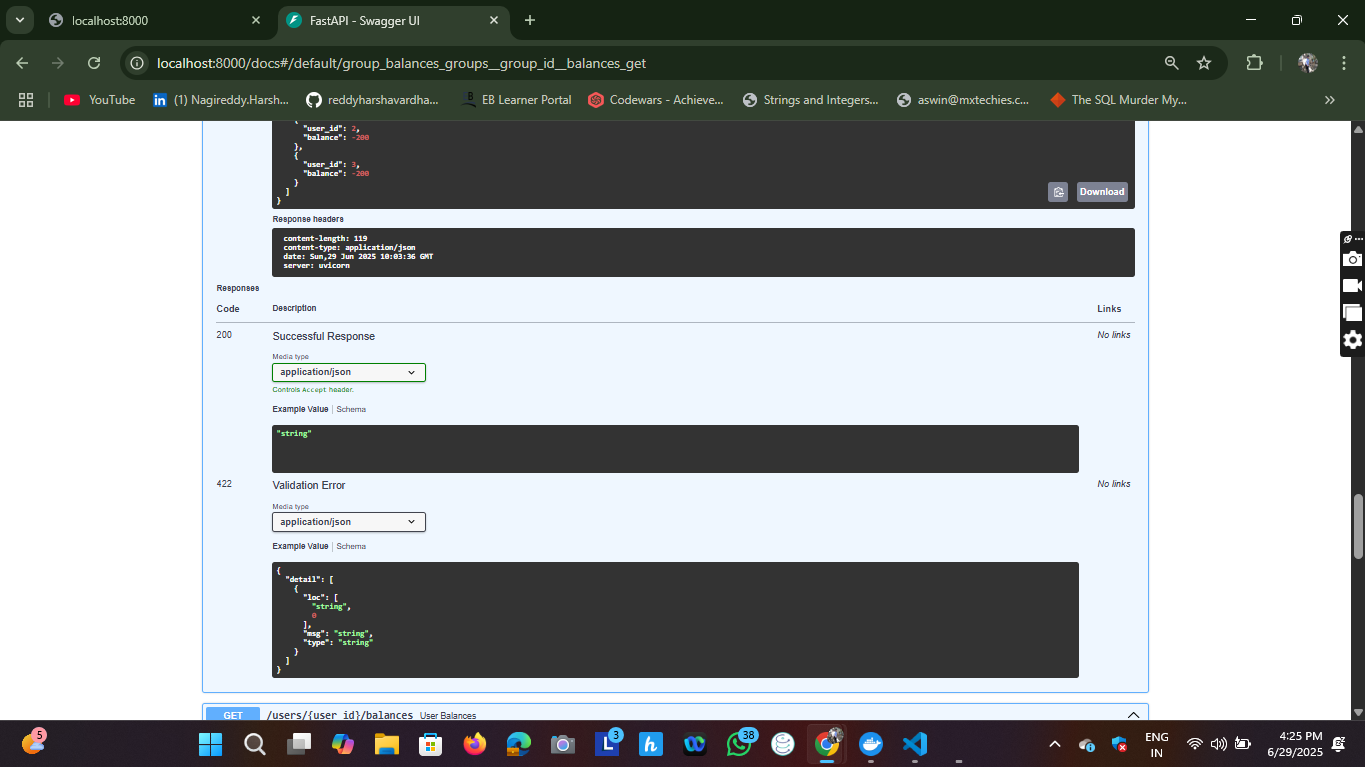 localhost:8000
FastAPI - Swagger UI
localhost:8000/docs#/default/group_balances_groups__group_id__balances_get
YouTube
(1) Nagireddy.Harsh...
reddyharshavardha...
EB Learner Portal
Codewars - Achieve...
Strings and Integers...
aswin@mxtechies.c...
The SQL Murder My...
{
"user_id": 2,
"balance": -200
},
{
"user_id": 3,
"balance": -200
}
]
}
Download
Response headers
content-length: 119
content-type: application/json
date: Sun,29 Jun 2025 10:03:36 GMT
server: uvicorn
Responses
Code Description Links
200 Successful Response No links
Media type
application/json
Controls Accept header.
Example Value | Schema
"string"
422 Validation Error No links
Media type
application/json
Example Value | Schema
{
"detail": [
{
"loc": [
"string",
0
],
"msg": "string",
"type": "string"
}
]
}
GET /users/{user_id}/balances User Balances
5
L 3
h
38
ENG
IN
4:25 PM
6/29/2025